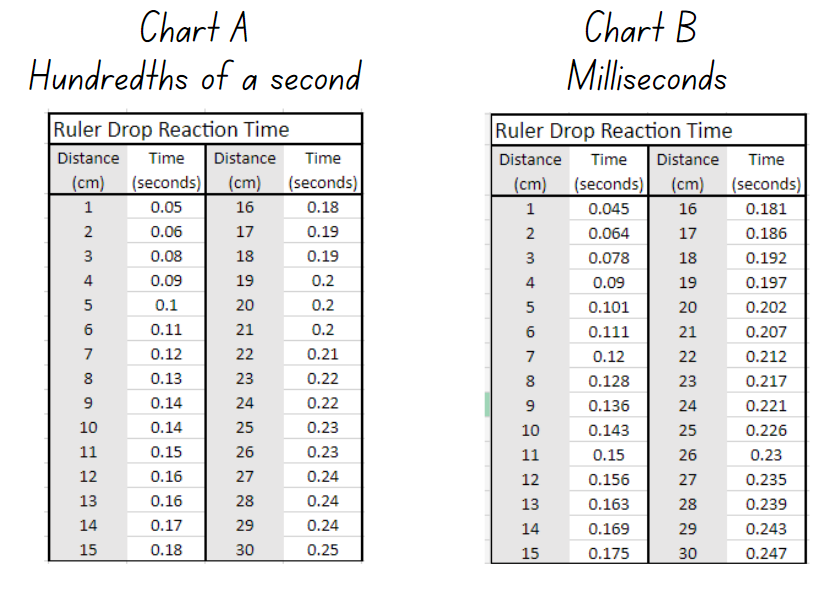 Chart A
Hundredths of a second
Ruler Drop Reaction Time
Distance (cm) Time (seconds) Distance (cm) Time (seconds)
1 0.05 16 0.18
2 0.06 17 0.19
3 0.08 18 0.19
4 0.09 19 0.2
5 0.1 20 0.2
6 0.11 21 0.2
7 0.12 22 0.21
8 0.13 23 0.22
9 0.14 24 0.22
10 0.14 25 0.23
11 0.15 26 0.23
12 0.16 27 0.24
13 0.16 28 0.24
14 0.17 29 0.24
15 0.18 30 0.25
Chart B
Milliseconds
Ruler Drop Reaction Time
Distance (cm) Time (seconds) Distance (cm) Time (seconds)
1 0.045 16 0.181
2 0.064 17 0.186
3 0.078 18 0.192
4 0.09 19 0.197
5 0.101 20 0.202
6 0.111 21 0.207
7 0.12 22 0.212
8 0.128 23 0.217
9 0.136 24 0.221
10 0.143 25 0.226
11 0.15 26 0.23
12 0.156 27 0.235
13 0.163 28 0.239
14 0.169 29 0.243
15 0.175 30 0.247